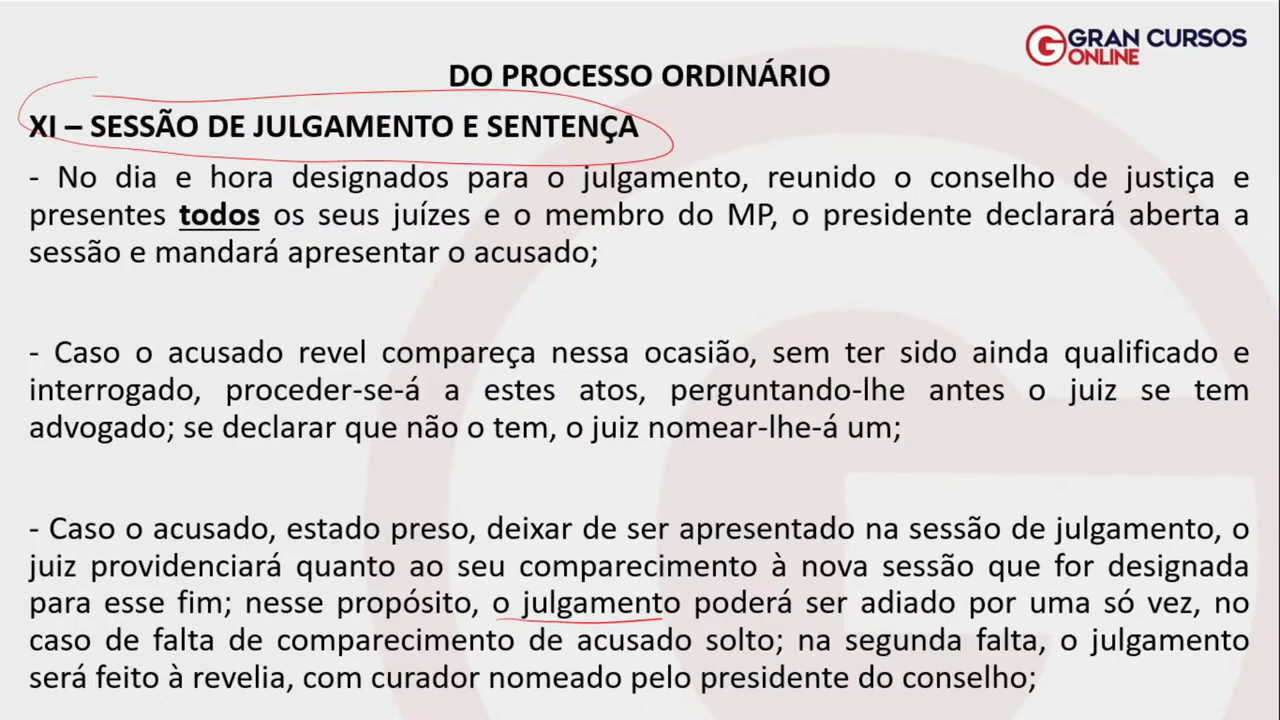 GRAN CURSOS
ONLINE
DO PROCESSO ORDINÁRIO
XI – SESSÃO DE JULGAMENTO E SENTENÇA
- No dia e hora designados para o julgamento, reunido o conselho de justiça e
presentes todos os seus juízes e o membro do MP, o presidente declarará aberta a
sessão e mandará apresentar o acusado;
- Caso o acusado revel compareça nessa ocasião, sem ter sido ainda qualificado e
interrogado, proceder-se-á a estes atos, perguntando-lhe antes o juiz se tem
advogado; se declarar que não o tem, o juiz nomear-lhe-á um;
- Caso o acusado, estado preso, deixar de ser apresentado na sessão de julgamento, o
juiz providenciará quanto ao seu comparecimento à nova sessão que for designada
para esse fim; nesse propósito, o julgamento poderá ser adiado por uma só vez, no
caso de falta de comparecimento de acusado solto; na segunda falta, o julgamento
será feito à revelia, com curador nomeado pelo presidente do conselho;